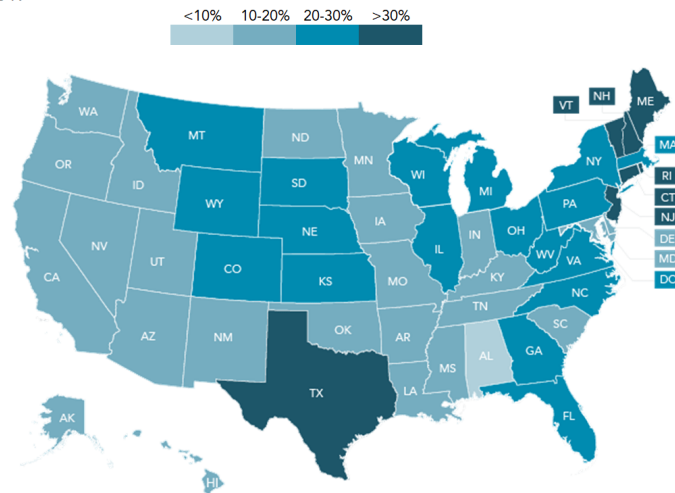 <10% 10-20% 20-30% >30%
WA
MT
ND
MN
VT
NH
ME
OR
ID
SD
WI
MI
NY
MA
WY
RI
CT
NV
UT
CO
NE
IA
IL
IN
OH
PA
NJ
DE
MD
DC
CA
KS
MO
KY
WV
VA
NC
AZ
NM
OK
AR
TN
SC
TX
LA
MS
AL
GA
FL
AK
HI